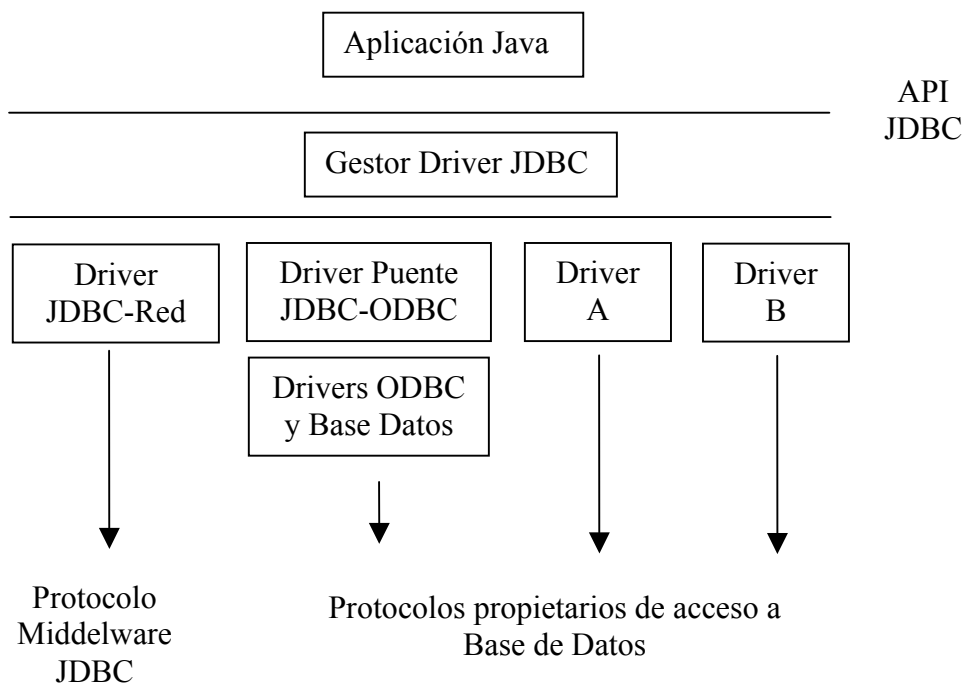 Aplicación Java
API
JDBC
Gestor Driver JDBC
Driver
JDBC-Red
Driver Puente
JDBC-ODBC
Driver
A
Driver
B
Drivers ODBC
y Base Datos
Protocolo
Middelware
JDBC
Protocolos propietarios de acceso a
Base de Datos